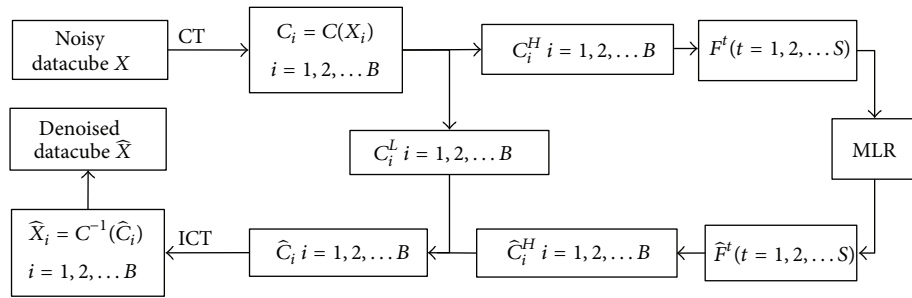 Noisy
datacube X
CT
C_i = C(X_i)
i = 1, 2, … B
C_i^H i = 1, 2, … B
F^t (t = 1, 2, … S)
MLR
C_i^L i = 1, 2, … B
Denoised
datacube X̂
X̂_i = C^{-1}(Ĉ_i)
i = 1, 2, … B
ICT
Ĉ_i i = 1, 2, … B
Ĉ_i^H i = 1, 2, … B
F̂^t (t = 1, 2, … S)